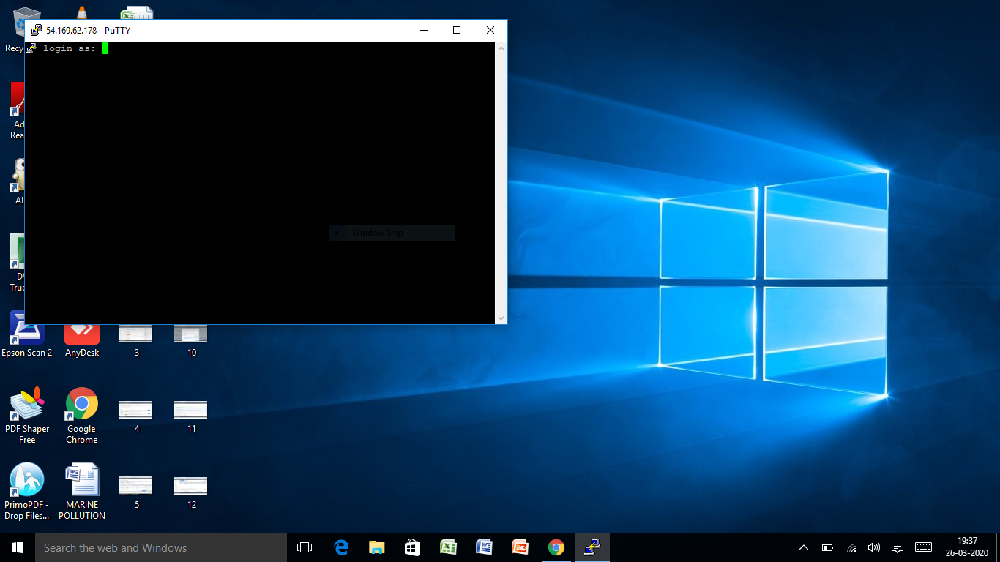 54.169.62.178 - PuTTY
login as:
Window Snip
Recy
Ad
Rea
AL
DV
True
Epson Scan 2
AnyDesk
3
10
PDF Shaper
Free
Google
Chrome
4
11
PrimoPDF -
Drop Files...
MARINE
POLLUTION
5
12
Search the web and Windows
19:37
26-03-2020